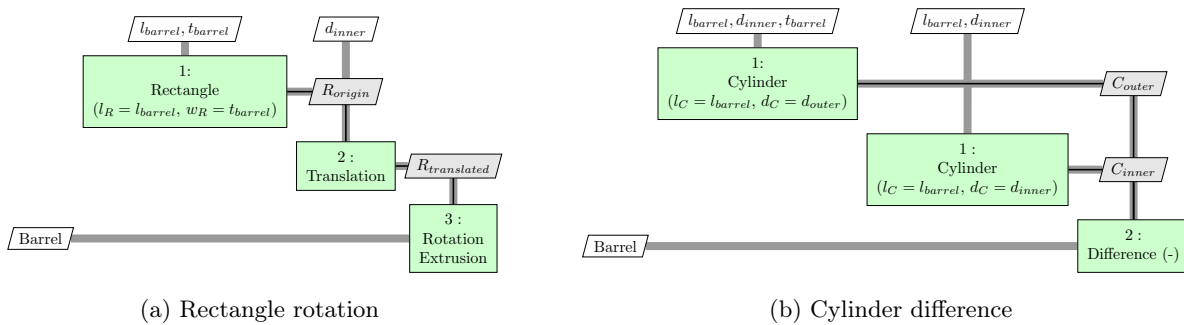 l_barrel, t_barrel
d_inner
1:
Rectangle
(l_R = l_barrel, w_R = t_barrel)
R_origin
2 :
Translation
R_translated
3 :
Rotation
Extrusion
Barrel
(a) Rectangle rotation
l_barrel, d_inner, t_barrel
l_barrel, d_inner
1:
Cylinder
(l_C = l_barrel, d_C = d_outer)
C_outer
1:
Cylinder
(l_C = l_barrel, d_C = d_inner)
C_inner
2 :
Difference (-)
Barrel
(b) Cylinder difference